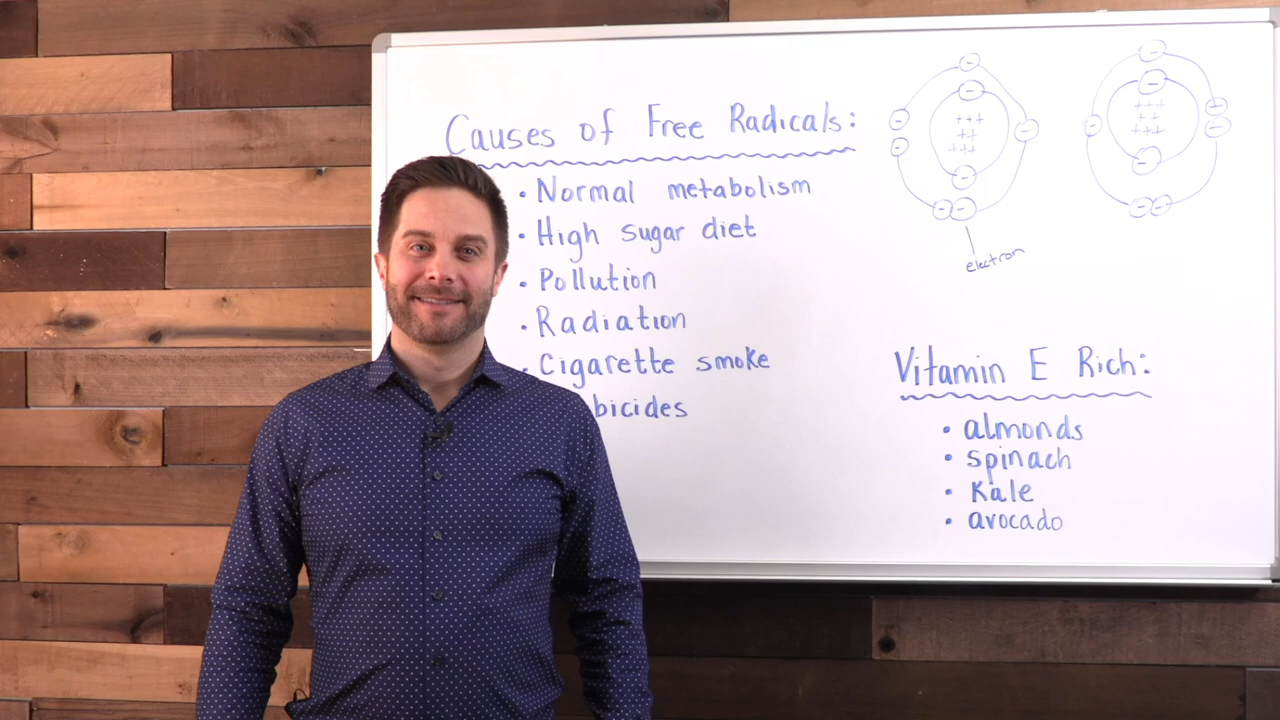 Causes of Free Radicals:
• Normal metabolism
• High sugar diet
• Pollution
• Radiation
• Cigarette smoke
bicides
electron
Vitamin E Rich:
• almonds
• spinach
• Kale
• avocado